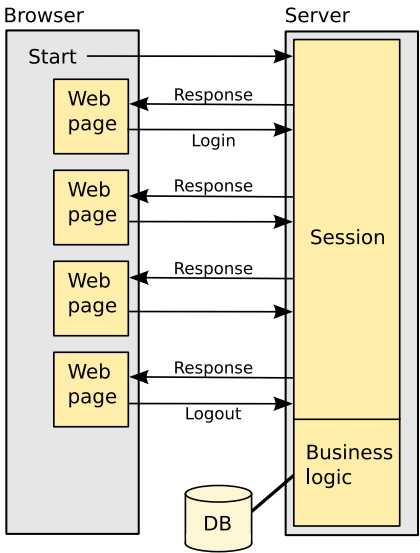 Browser
Server
Start
Web
page
Response
Login
Web
page
Response
Session
Web
page
Response
Web
page
Response
Logout
Business
logic
DB